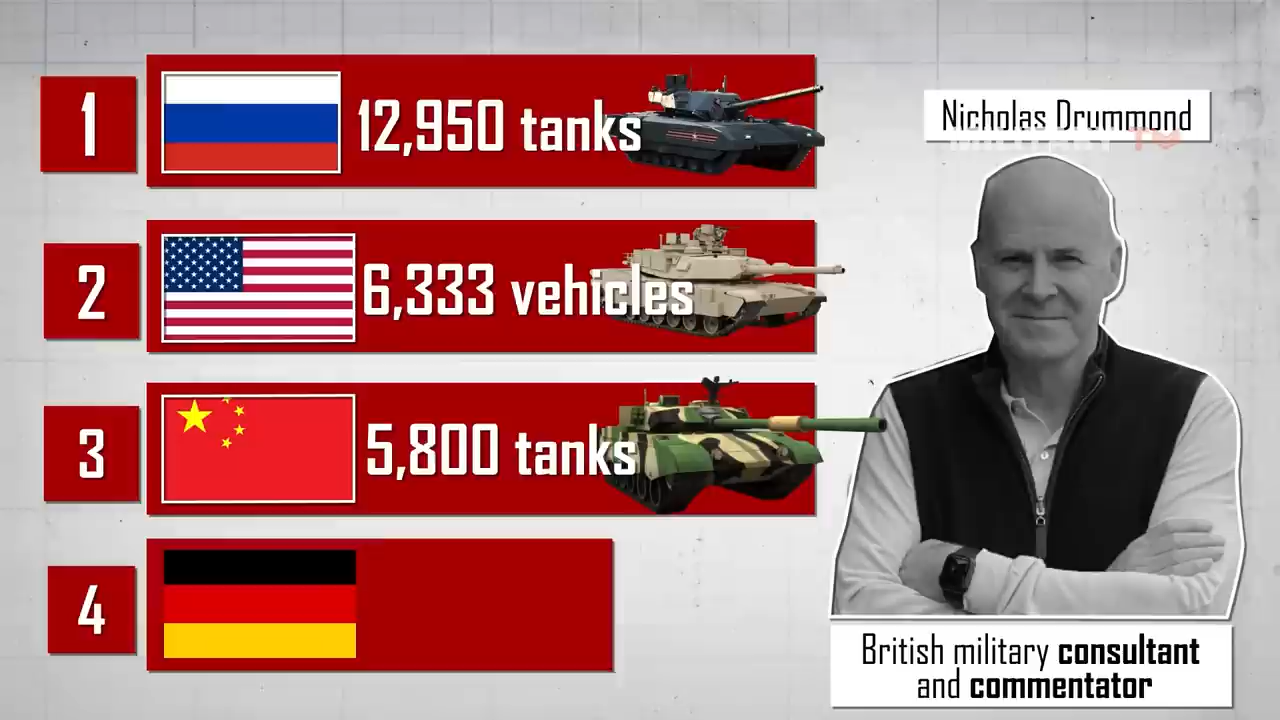 1
12,950 tanks
2
6,333 vehicles
3
5,800 tanks
4
Nicholas Drummond
British military consultant
and commentator